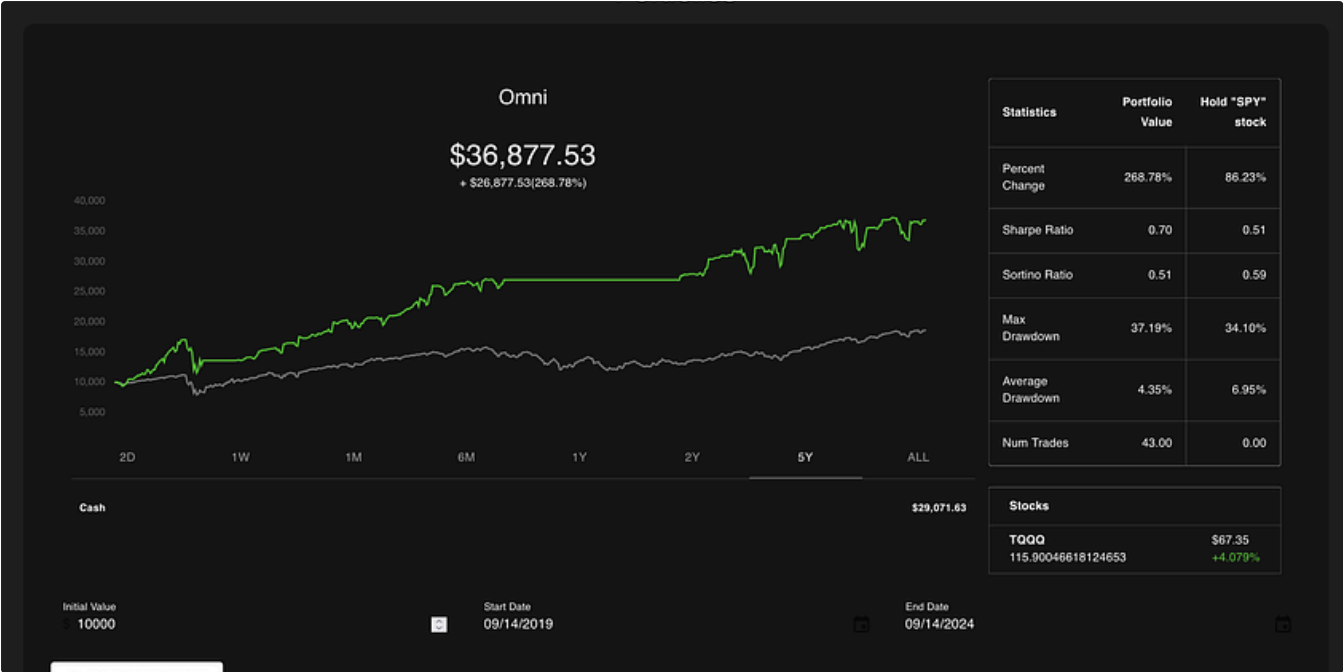 Omni
$36,877.53
+ $26,877.53(268.78%)
40,000
35,000
30,000
25,000
20,000
15,000
10,000
5,000
2D 1W 1M 6M 1Y 2Y 5Y ALL
Cash $29,071.63
Statistics Portfolio Value Hold "SPY" stock
Percent Change 268.78% 86.23%
Sharpe Ratio 0.70 0.51
Sortino Ratio 0.51 0.59
Max Drawdown 37.19% 34.10%
Average Drawdown 4.35% 6.95%
Num Trades 43.00 0.00
Stocks
TQQQ $67.35
115.90046618124653 +4.079%
Initial Value Start Date End Date
$ 10000 09/14/2019 09/14/2024